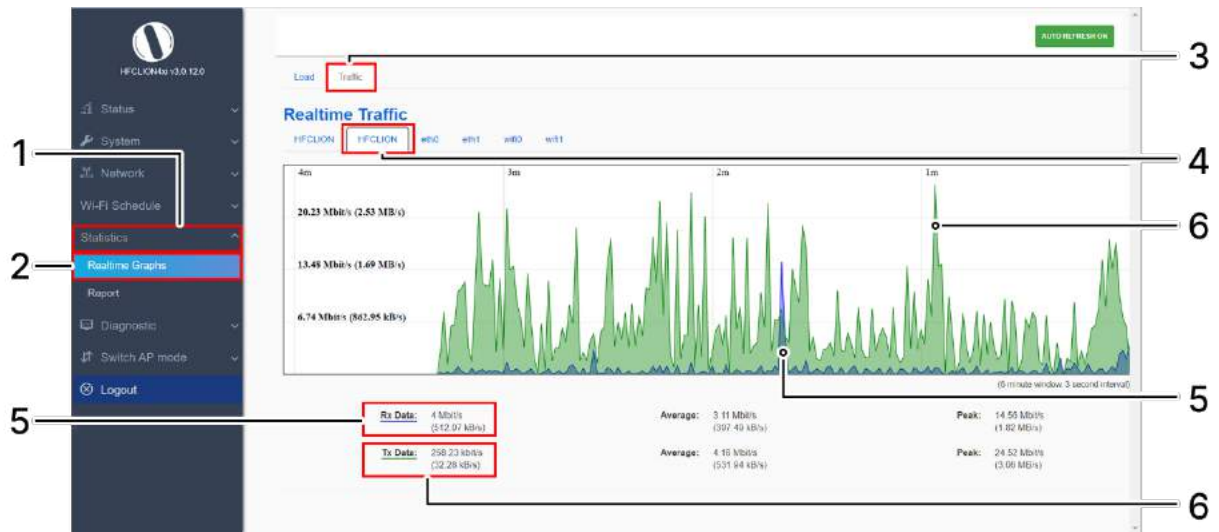 HFCLION4xi v3.0.12.0
Status
System
Network
Wi-Fi Schedule
Statistics
Realtime Graphs
Report
Diagnostic
Switch AP mode
Logout
AUTO REFRESH ON
Load Traffic
Realtime Traffic
HFCLION HFCLION eth0 eth1 wifi0 wifi1
4m 3m 2m 1m
20.23 Mbit/s (2.53 MB/s)
13.48 Mbit/s (1.69 MB/s)
6.74 Mbit/s (862.95 kB/s)
(6 minute window, 3 second interval)
Rx Data: 4 Mbit/s Average: 3.11 Mbit/s Peak: 14.56 Mbit/s
(512.07 kB/s) (397.49 kB/s) (1.82 MB/s)
Tx Data: 258.23 kbit/s Average: 4.16 Mbit/s Peak: 24.52 Mbit/s
(32.28 kB/s) (531.94 kB/s) (3.06 MB/s)
1
2
5
3
4
6
5
6